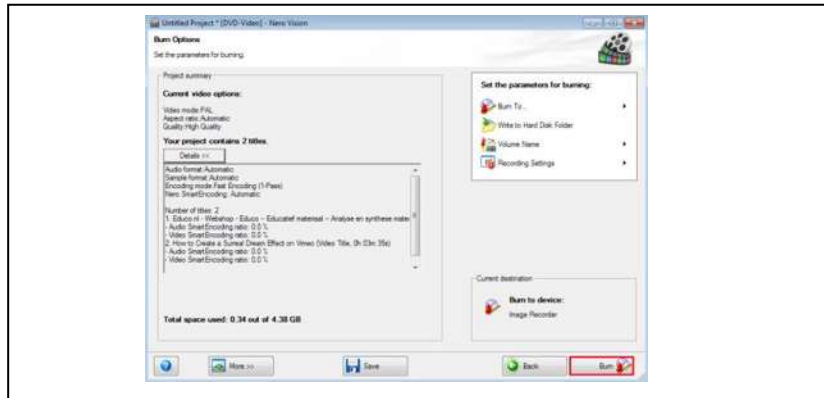 Untitled Project * [DVD-Video] - Nero Vision
Burn Options
Set the parameters for burning.
Project summary
Current video options:
Video mode: PAL
Aspect ratio: Automatic
Quality: High Quality
Your project contains 2 titles.
Details <<
Audio format: Automatic
Sample format: Automatic
Encoding mode: Fast Encoding (1-Pass)
Nero SmartEncoding: Automatic
Number of titles: 2
1. Educo.nl - Webshop - Educo – Educatief materiaal – Analyse en synthese mater
- Audio SmartEncoding ratio: 0.0 %
- Video SmartEncoding ratio: 0.0 %
2. How to Create a Surreal Dream Effect on Vimeo (Video Title, 0h 03m 35s)
- Audio SmartEncoding ratio: 0.0 %
- Video SmartEncoding ratio: 0.0 %
Total space used: 0.34 out of 4.38 GB
Set the parameters for burning:
Burn To...
Write to Hard Disk Folder
Volume Name
Recording Settings
Current destination
Burn to device:
Image Recorder
More >>
Save
Back
Burn